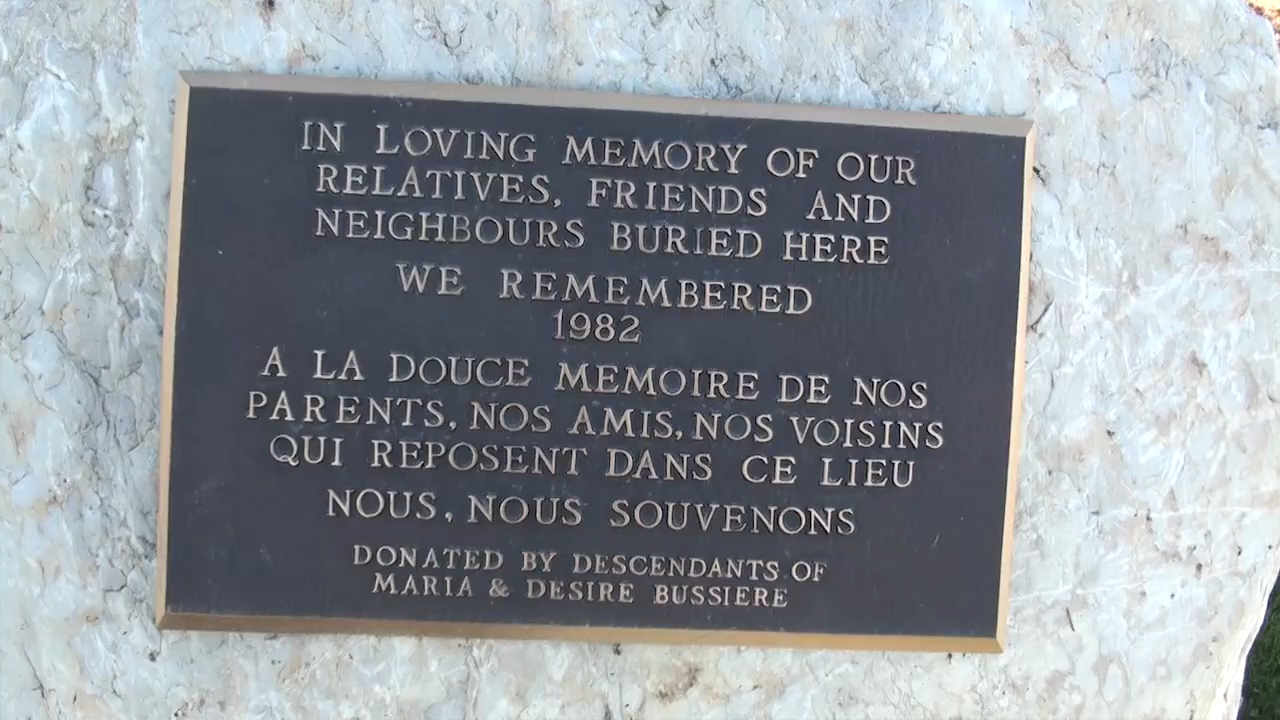 IN LOVING MEMORY OF OUR
RELATIVES, FRIENDS AND
NEIGHBOURS BURIED HERE
WE REMEMBERED
1982
A LA DOUCE MEMOIRE DE NOS
PARENTS, NOS AMIS, NOS VOISINS
QUI REPOSENT DANS CE LIEU
NOUS, NOUS SOUVENONS
DONATED BY DESCENDANTS OF
MARIA & DESIRE BUSSIERE